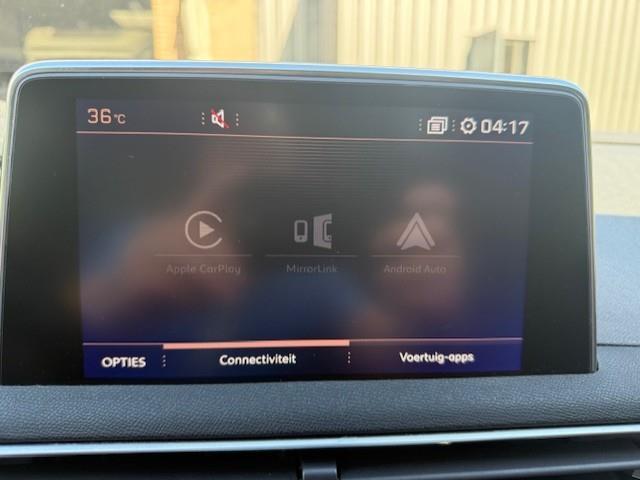 36 °C 04:17
Apple CarPlay MirrorLink Android Auto
OPTIES Connectiviteit Voertuig-apps